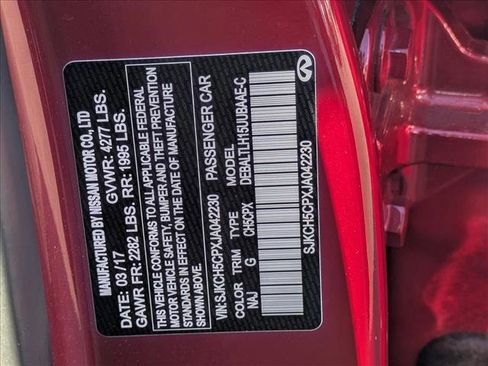 MANUFACTURED BY NISSAN MOTOR CO., LTD
DATE: 03 /17 GVWR: 4277 LBS.
GAWR FR: 2282 LBS. RR: 1995 LBS.
THIS VEHICLE CONFORMS TO ALL APPLICABLE FEDERAL
MOTOR VEHICLE SAFETY, BUMPER AND THEFT PREVENTION
STANDARDS IN EFFECT ON THE DATE OF MANUFACTURE
SHOWN ABOVE.
VIN:SJKCH5CPXJA042230 PASSENGER CAR
COLOR TRIM TYPE MODEL
NAJ G CH5CPX DEBALLLH15UUBAAE-C
SJKCH5CPXJA042230